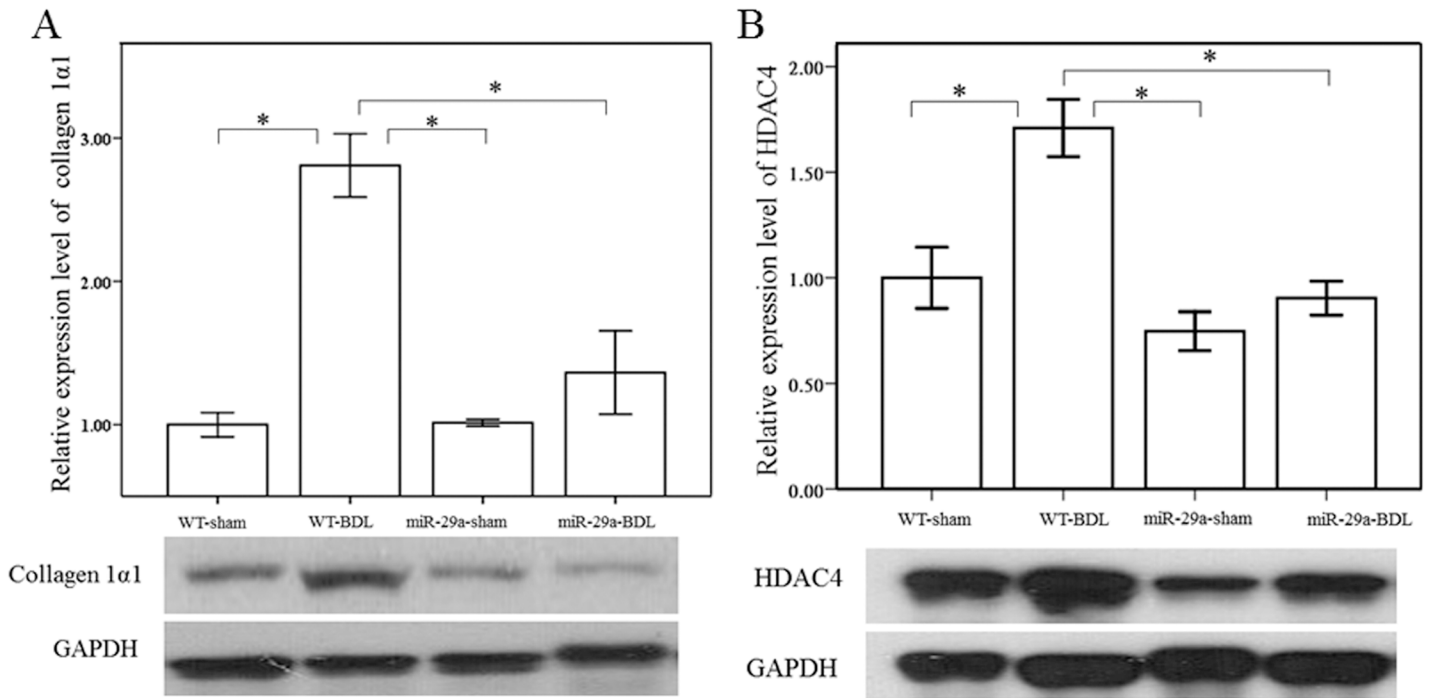 A
Relative expression level of collagen 1α1
3.00
2.00
1.00
* * *
WT-sham WT-BDL miR-29a-sham miR-29a-BDL
Collagen 1α1
GAPDH
B
Relative expression level of HDAC4
2.00
1.50
1.00
0.50
0.00
* * *
WT-sham WT-BDL miR-29a-sham miR-29a-BDL
HDAC4
GAPDH